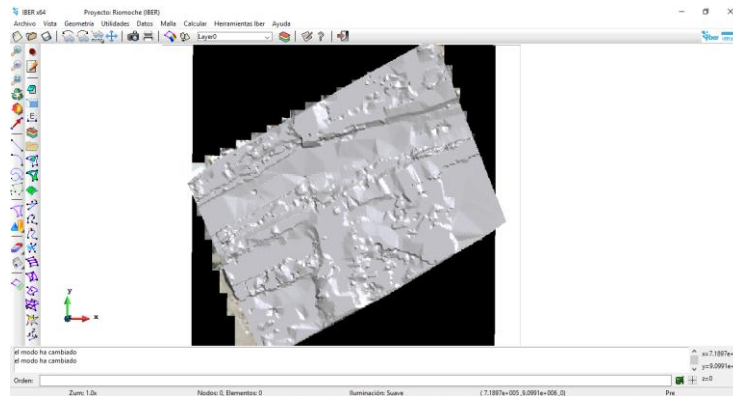 IBER x64 Proyecto: Riomoche (IBER)
Archivo Vista Geometría Utilidades Datos Malla Calcular Herramientas Iber Ayuda
Layer0
Iber
E
y
x
el modo ha cambiado
el modo ha cambiado
x=7.1897e+
y=9.0991e+
z=0
Orden:
Zum: 1.0x Nodos: 0, Elementos: 0 Iluminación: Suave ( 7.1897e+005 ,9.0991e+006 ,0) Pre